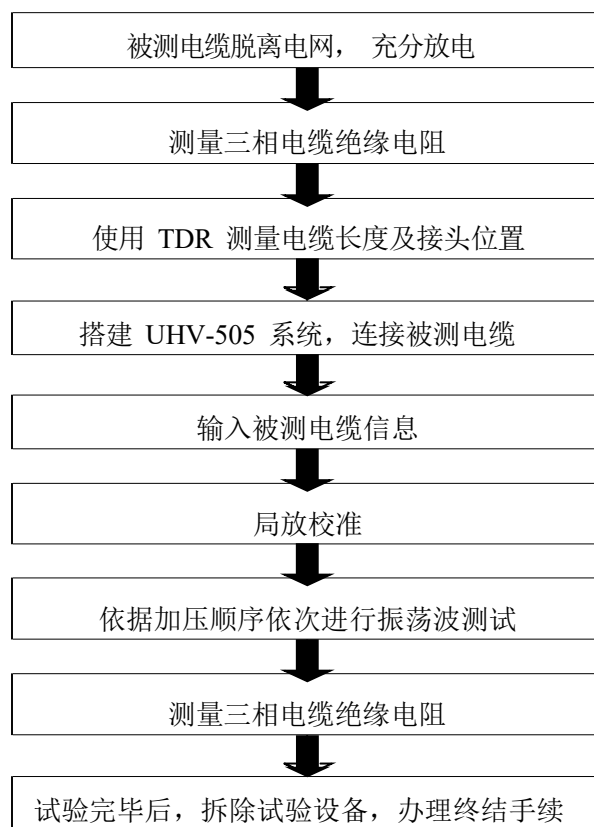 被测电缆脱离电网， 充分放电
测量三相电缆绝缘电阻
使用 TDR 测量电缆长度及接头位置
搭建 UHV-505 系统，连接被测电缆
输入被测电缆信息
局放校准
依据加压顺序依次进行振荡波测试
测量三相电缆绝缘电阻
试验完毕后，拆除试验设备，办理终结手续